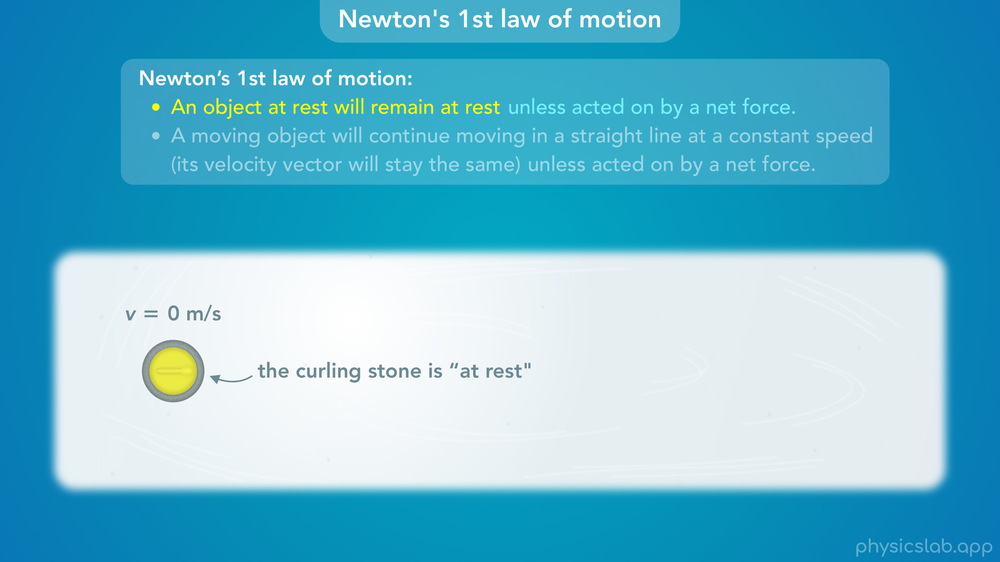 Newton's 1st law of motion
Newton’s 1st law of motion:
• An object at rest will remain at rest unless acted on by a net force.
• A moving object will continue moving in a straight line at a constant speed
(its velocity vector will stay the same) unless acted on by a net force.
v = 0 m/s
the curling stone is “at rest"
physicslab.app